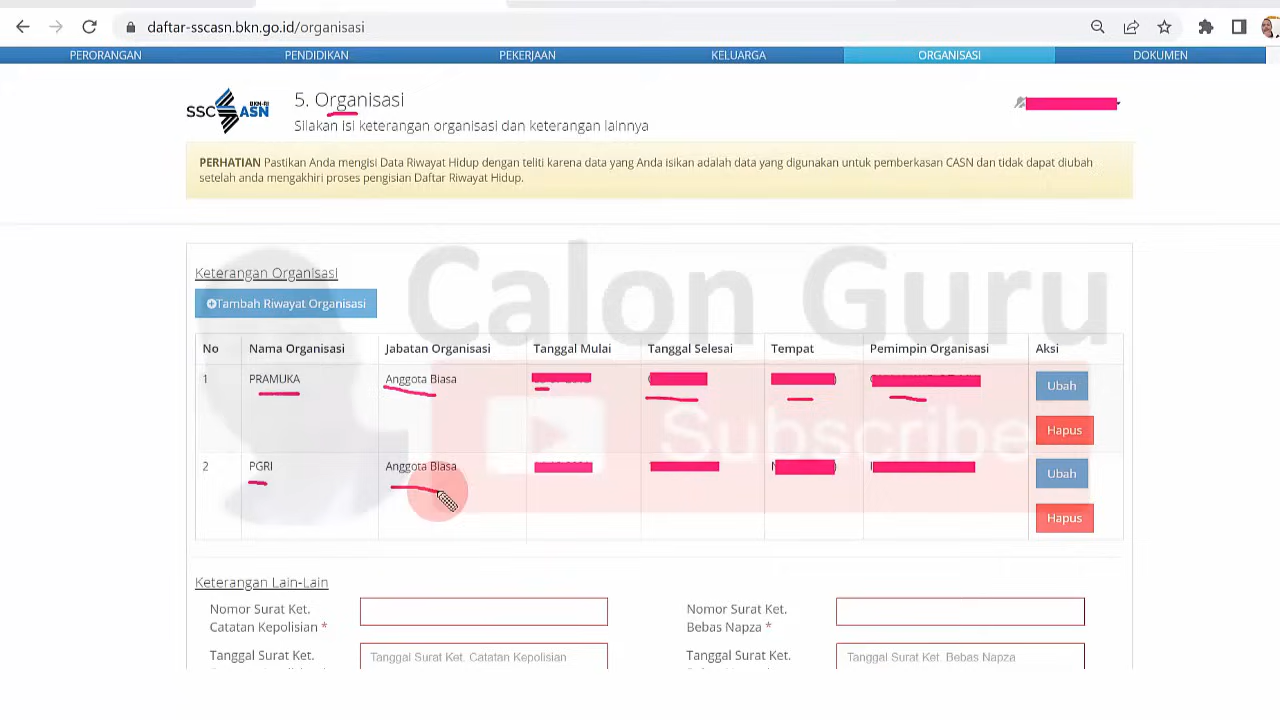 daftar-sscasn.bkn.go.id/organisasi
PERORANGAN PENDIDIKAN PEKERJAAN KELUARGA ORGANISASI DOKUMEN
SSC ASN BKN-RI
5. Organisasi
Silakan isi keterangan organisasi dan keterangan lainnya
PERHATIAN Pastikan Anda mengisi Data Riwayat Hidup dengan teliti karena data yang Anda isikan adalah data yang digunakan untuk pemberkasan CASN dan tidak dapat diubah
setelah anda mengakhiri proses pengisian Daftar Riwayat Hidup.
Calon Guru
Keterangan Organisasi
Tambah Riwayat Organisasi
No Nama Organisasi Jabatan Organisasi Tanggal Mulai Tanggal Selesai Tempat Pemimpin Organisasi Aksi
1 PRAMUKA Anggota Biasa Ubah
Hapus
Subscribe
2 PGRI Anggota Biasa Ubah
Hapus
Keterangan Lain-Lain
Nomor Surat Ket. Nomor Surat Ket.
Catatan Kepolisian * Bebas Napza *
Tanggal Surat Ket. Tanggal Surat Ket. Catatan Kepolisian Tanggal Surat Ket. Tanggal Surat Ket. Bebas Napza